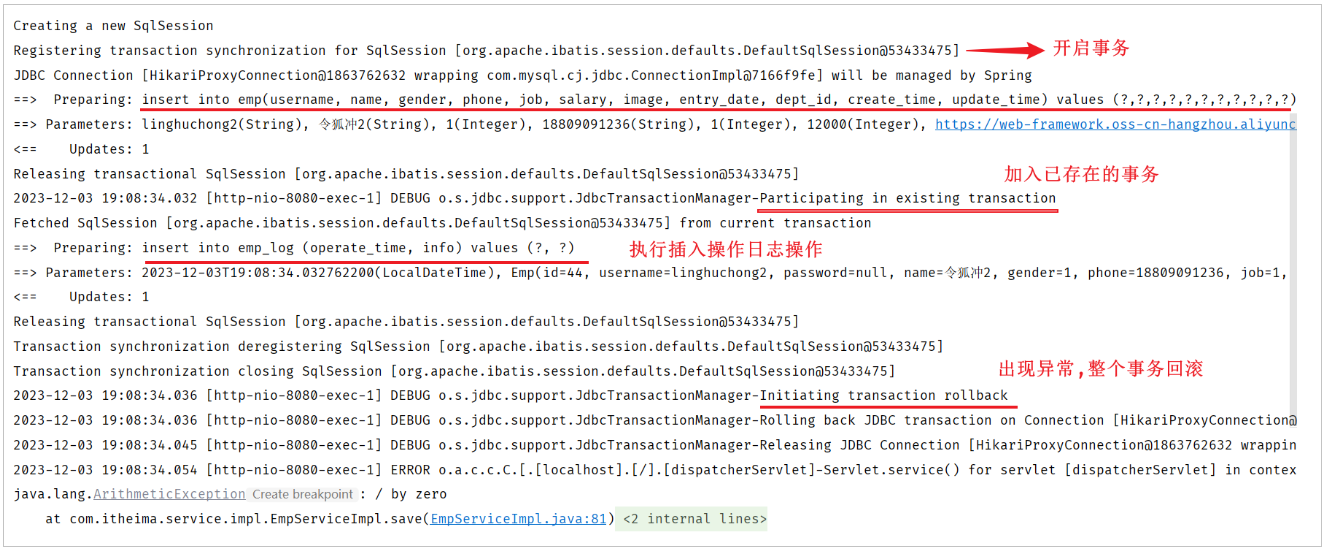 Creating a new SqlSession
Registering transaction synchronization for SqlSession [org.apache.ibatis.session.defaults.DefaultSqlSession@53433475] 开启事务
JDBC Connection [HikariProxyConnection@1863762632 wrapping com.mysql.cj.jdbc.ConnectionImpl@7166f9fe] will be managed by Spring
==>  Preparing: insert into emp(username, name, gender, phone, job, salary, image, entry_date, dept_id, create_time, update_time) values (?,?,?,?,?,?,?,?,?,?,?)
==> Parameters: linghuchong2(String), 令狐冲2(String), 1(Integer), 18809091236(String), 1(Integer), 12000(Integer), https://web-framework.oss-cn-hangzhou.aliyunc
<==    Updates: 1
Releasing transactional SqlSession [org.apache.ibatis.session.defaults.DefaultSqlSession@53433475]
加入已存在的事务
2023-12-03 19:08:34.032 [http-nio-8080-exec-1] DEBUG o.s.jdbc.support.JdbcTransactionManager-Participating in existing transaction
Fetched SqlSession [org.apache.ibatis.session.defaults.DefaultSqlSession@53433475] from current transaction
==>  Preparing: insert into emp_log (operate_time, info) values (?, ?) 执行插入操作日志操作
==> Parameters: 2023-12-03T19:08:34.032762200(LocalDateTime), Emp(id=44, username=linghuchong2, password=null, name=令狐冲2, gender=1, phone=18809091236, job=1,
<==    Updates: 1
Releasing transactional SqlSession [org.apache.ibatis.session.defaults.DefaultSqlSession@53433475]
Transaction synchronization deregistering SqlSession [org.apache.ibatis.session.defaults.DefaultSqlSession@53433475]
Transaction synchronization closing SqlSession [org.apache.ibatis.session.defaults.DefaultSqlSession@53433475] 出现异常,整个事务回滚
2023-12-03 19:08:34.036 [http-nio-8080-exec-1] DEBUG o.s.jdbc.support.JdbcTransactionManager-Initiating transaction rollback
2023-12-03 19:08:34.036 [http-nio-8080-exec-1] DEBUG o.s.jdbc.support.JdbcTransactionManager-Rolling back JDBC transaction on Connection [HikariProxyConnection@
2023-12-03 19:08:34.045 [http-nio-8080-exec-1] DEBUG o.s.jdbc.support.JdbcTransactionManager-Releasing JDBC Connection [HikariProxyConnection@1863762632 wrappin
2023-12-03 19:08:34.054 [http-nio-8080-exec-1] ERROR o.a.c.c.C.[.[localhost].[/].[dispatcherServlet]-Servlet.service() for servlet [dispatcherServlet] in contex
java.lang.ArithmeticException Create breakpoint : / by zero
at com.itheima.service.impl.EmpServiceImpl.save(EmpServiceImpl.java:81) <2 internal lines>